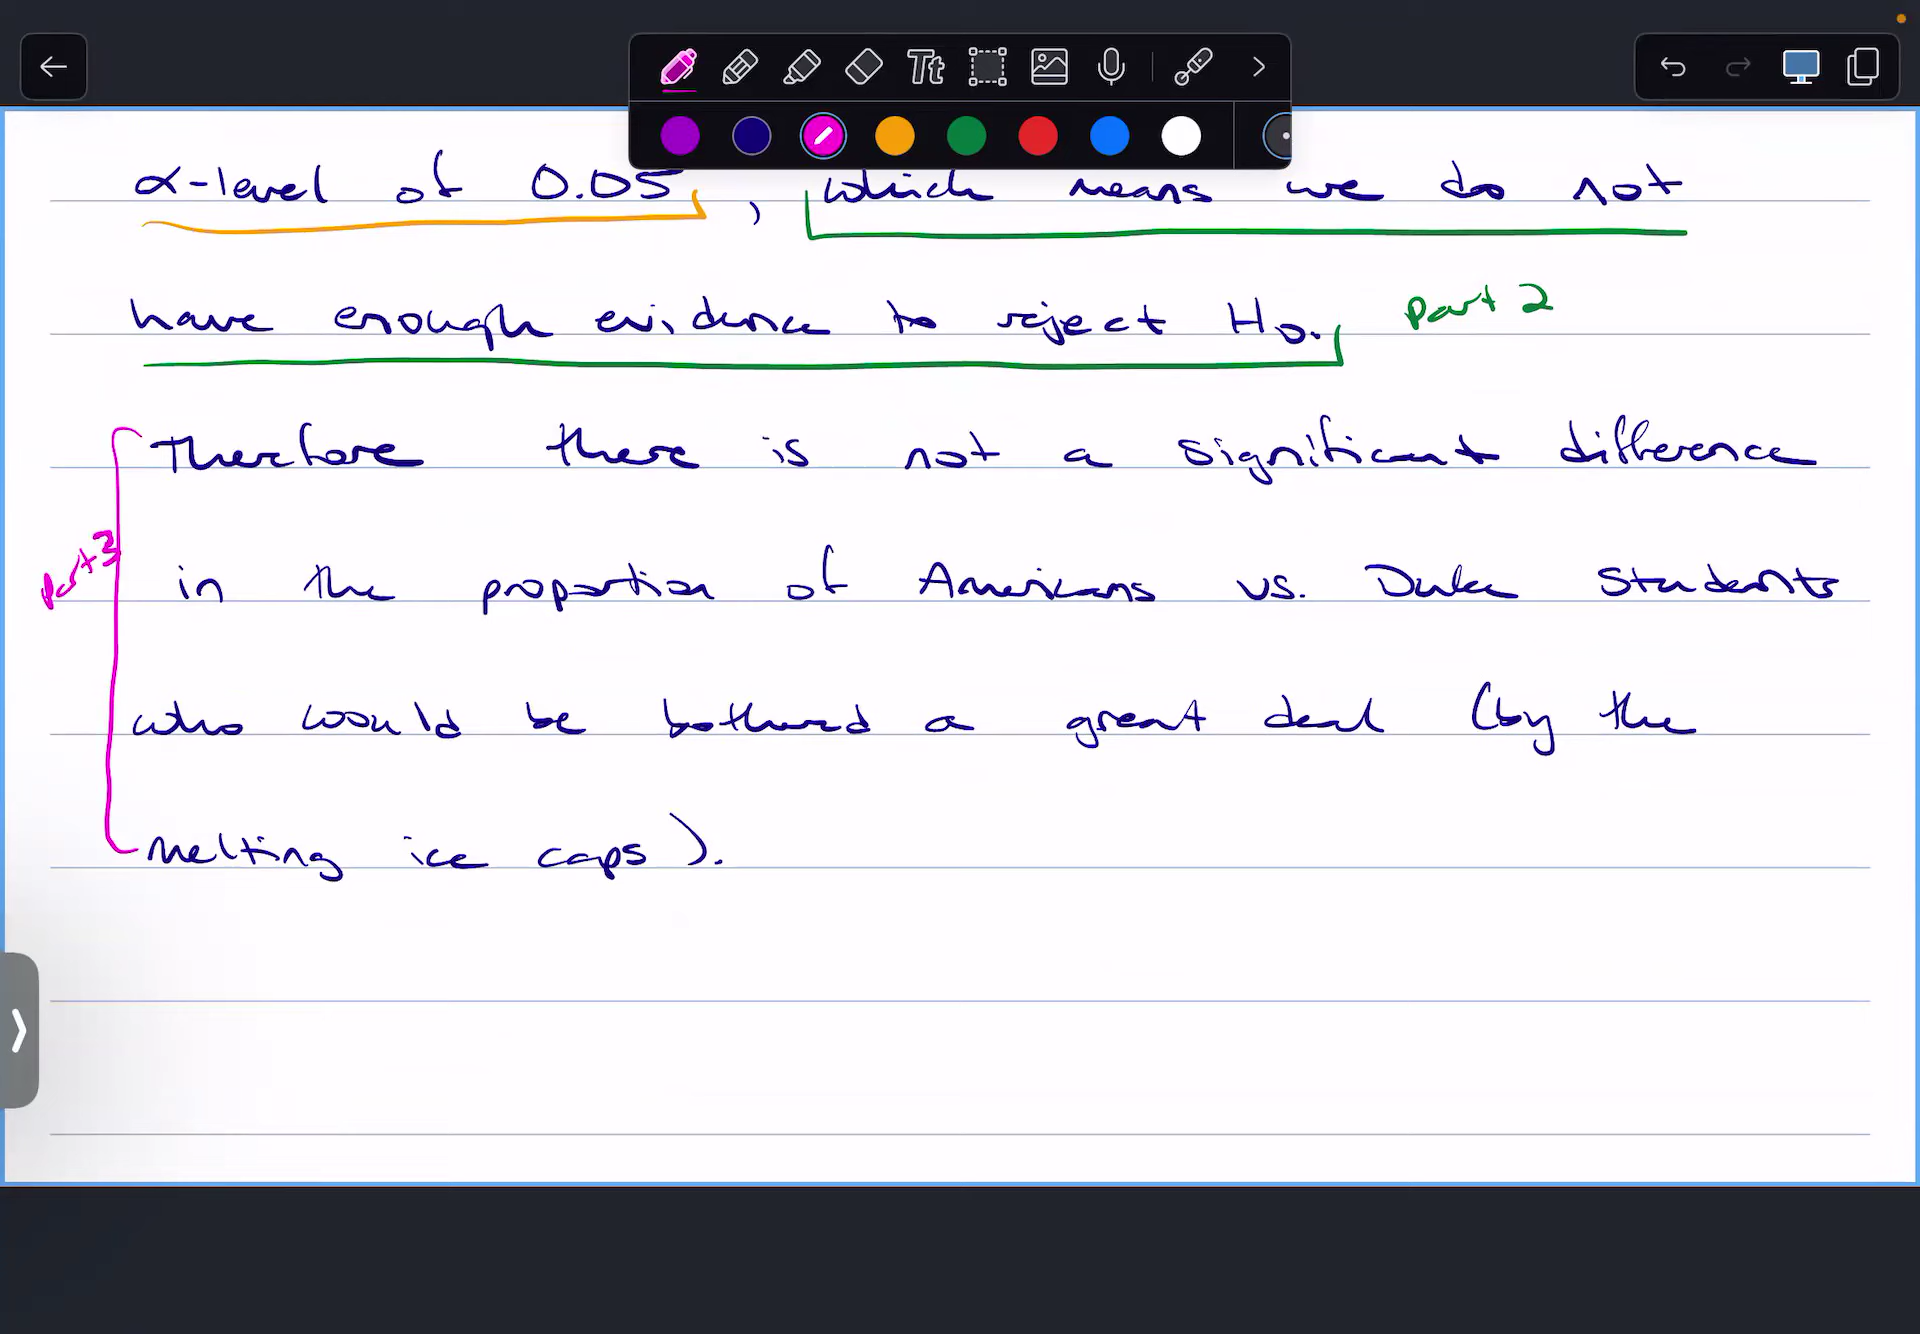 Tt
α-level of 0.05, which means we do not
have enough evidence to reject H0. part 2
Therefore there is not a significant difference
part 3
in the proportion of Americans vs. Duke Students
who would be bothered a great deal (by the
melting ice caps).